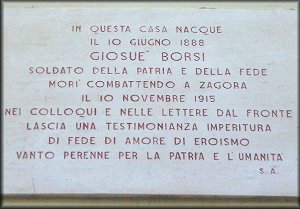 IN QUESTA CASA NACQUE
IL 10 GIUGNO 1888
GIOSUE' BORSI
SOLDATO DELLA PATRIA E DELLA FEDE
MORI' COMBATTENDO A ZAGORA
IL 10 NOVEMBRE 1915
NEI COLLOQUI E NELLE LETTERE DAL FRONTE
LASCIA UNA TESTIMONIANZA IMPERITURA
DI FEDE DI AMORE DI EROISMO
VANTO PERENNE PER LA PATRIA E L'UMANITA'
S. A.